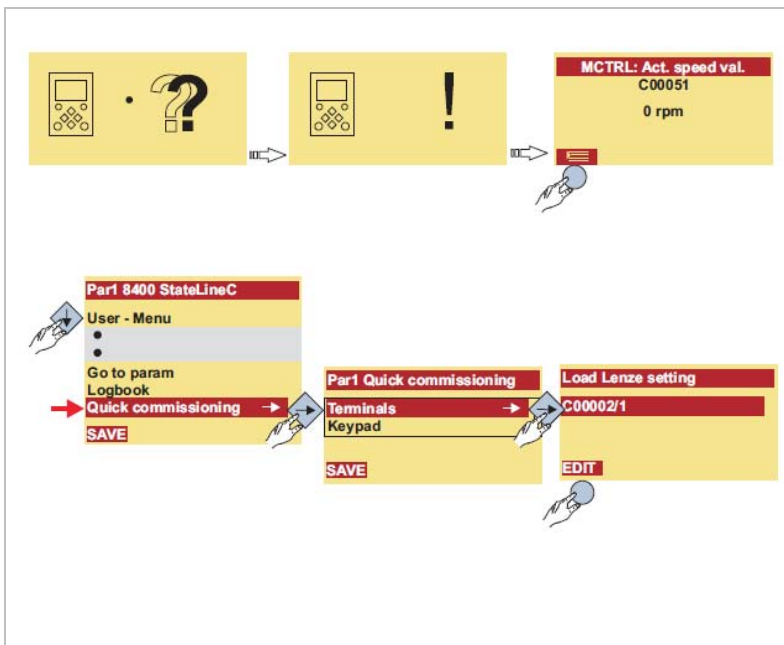 MCTRL: Act. speed val.
C00051
0 rpm
Par1 8400 StateLineC
User - Menu
Go to param
Logbook
Quick commissioning
SAVE
Par1 Quick commissioning
Terminals
Keypad
SAVE
Load Lenze setting
C00002/1
EDIT